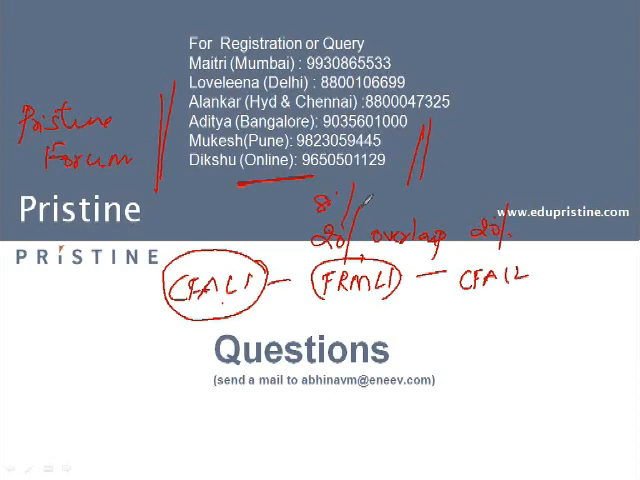 For Registration or Query
Maitri (Mumbai) : 9930865533
Loveleena (Delhi) : 8800106699
Alankar (Hyd & Chennai) :8800047325
Aditya (Bangalore): 9035601000
Mukesh(Pune): 9823059445
Dikshu (Online): 9650501129
Pristine
Forum
Pristine
www.edupristine.com
PRiSTINE
20% overlap 20%
CFA L1 - FRM L1 - CFA L2
Questions
(send a mail to abhinavm@eneev.com)